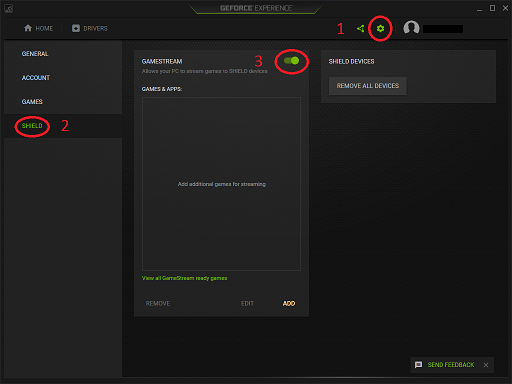 GEFORCE EXPERIENCE
HOME
DRIVERS
1
GENERAL
ACCOUNT
GAMES
SHIELD
2
GAMESTREAM
3
Allows your PC to stream games to SHIELD devices
GAMES & APPS:
Add additional games for streaming
View all GameStream ready games
REMOVE
EDIT
ADD
SHIELD DEVICES
REMOVE ALL DEVICES
SEND FEEDBACK